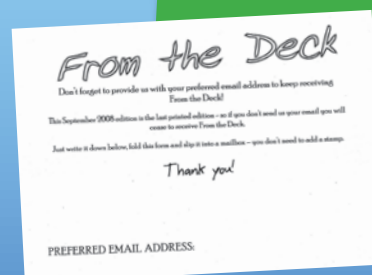 From the Deck
Don't forget to provide us with your preferred email address to keep receiving
From the Deck!
This September 2008 edition is the last printed edition – so if you don't send us your email you will
cease to receive From the Deck.
Just write it down below, fold this form and slip it into a mailbox – you don't need to add a stamp.
Thank you!
PREFERRED EMAIL ADDRESS: